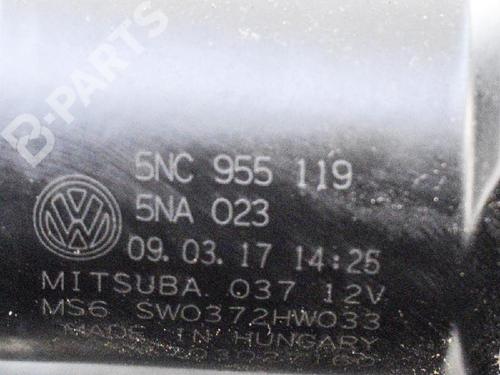 B-PARTS
5NC 955 119
5NA 023
09.03.17 14:25
MITSUBA 037 12V
MS6 SW0372HW033
MADE IN HUNGARY